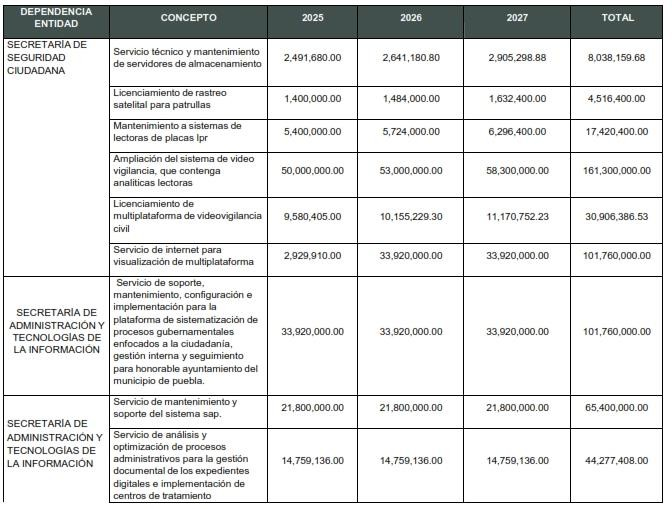 DEPENDENCIA
ENTIDAD
CONCEPTO
2025
2026
2027
TOTAL
SECRETARÍA DE
SEGURIDAD
CIUDADANA
Servicio técnico y mantenimiento
de servidores de almacenamiento
2,491,680.00
2,641,180.80
2,905,298.88
8,038,159.68
Licenciamiento de rastreo
satelital para patrullas
1,400,000.00
1,484,000.00
1,632,400.00
4,516,400.00
Mantenimiento a sistemas de
lectoras de placas lpr
5,400,000.00
5,724,000.00
6,296,400.00
17,420,400.00
Ampliación del sistema de video
vigilancia, que contenga
analiticas lectoras
50,000,000.00
53,000,000.00
58,300,000.00
161,300,000.00
Licenciamiento de
multiplataforma de videovigilancia
civil
9,580,405.00
10,155,229.30
11,170,752.23
30,906,386.53
Servicio de internet para
visualización de multiplataforma
2,929,910.00
33,920,000.00
33,920,000.00
101,760,000.00
SECRETARÍA DE
ADMINISTRACIÓN Y
TECNOLOGÍAS DE
LA INFORMACIÓN
Servicio de soporte,
mantenimiento, configuración e
implementación para la
plataforma de sistematización de
procesos gubernamentales
enfocados a la ciudadanía,
gestión interna y seguimiento
para honorable ayuntamiento del
municipio de puebla.
33,920,000.00
33,920,000.00
33,920,000.00
101,760,000.00
SECRETARÍA DE
ADMINISTRACIÓN Y
TECNOLOGÍAS DE
LA INFORMACIÓN
Servicio de mantenimiento y
soporte del sistema sap.
21,800,000.00
21,800,000.00
21,800,000.00
65,400,000.00
Servicio de análisis y
optimización de procesos
administrativos para la gestión
documental de los expedientes
digitales e implementación de
centros de tratamiento
14,759,136.00
14,759,136.00
14,759,136.00
44,277,408.00